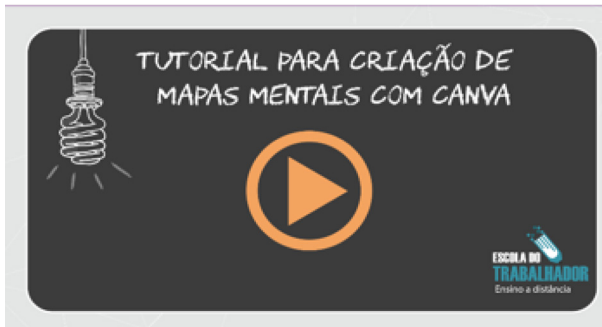 TUTORIAL PARA CRIAÇÃO DE
MAPAS MENTAIS COM CANVA
ESCOLA DO
TRABALHADOR
Ensino a distância